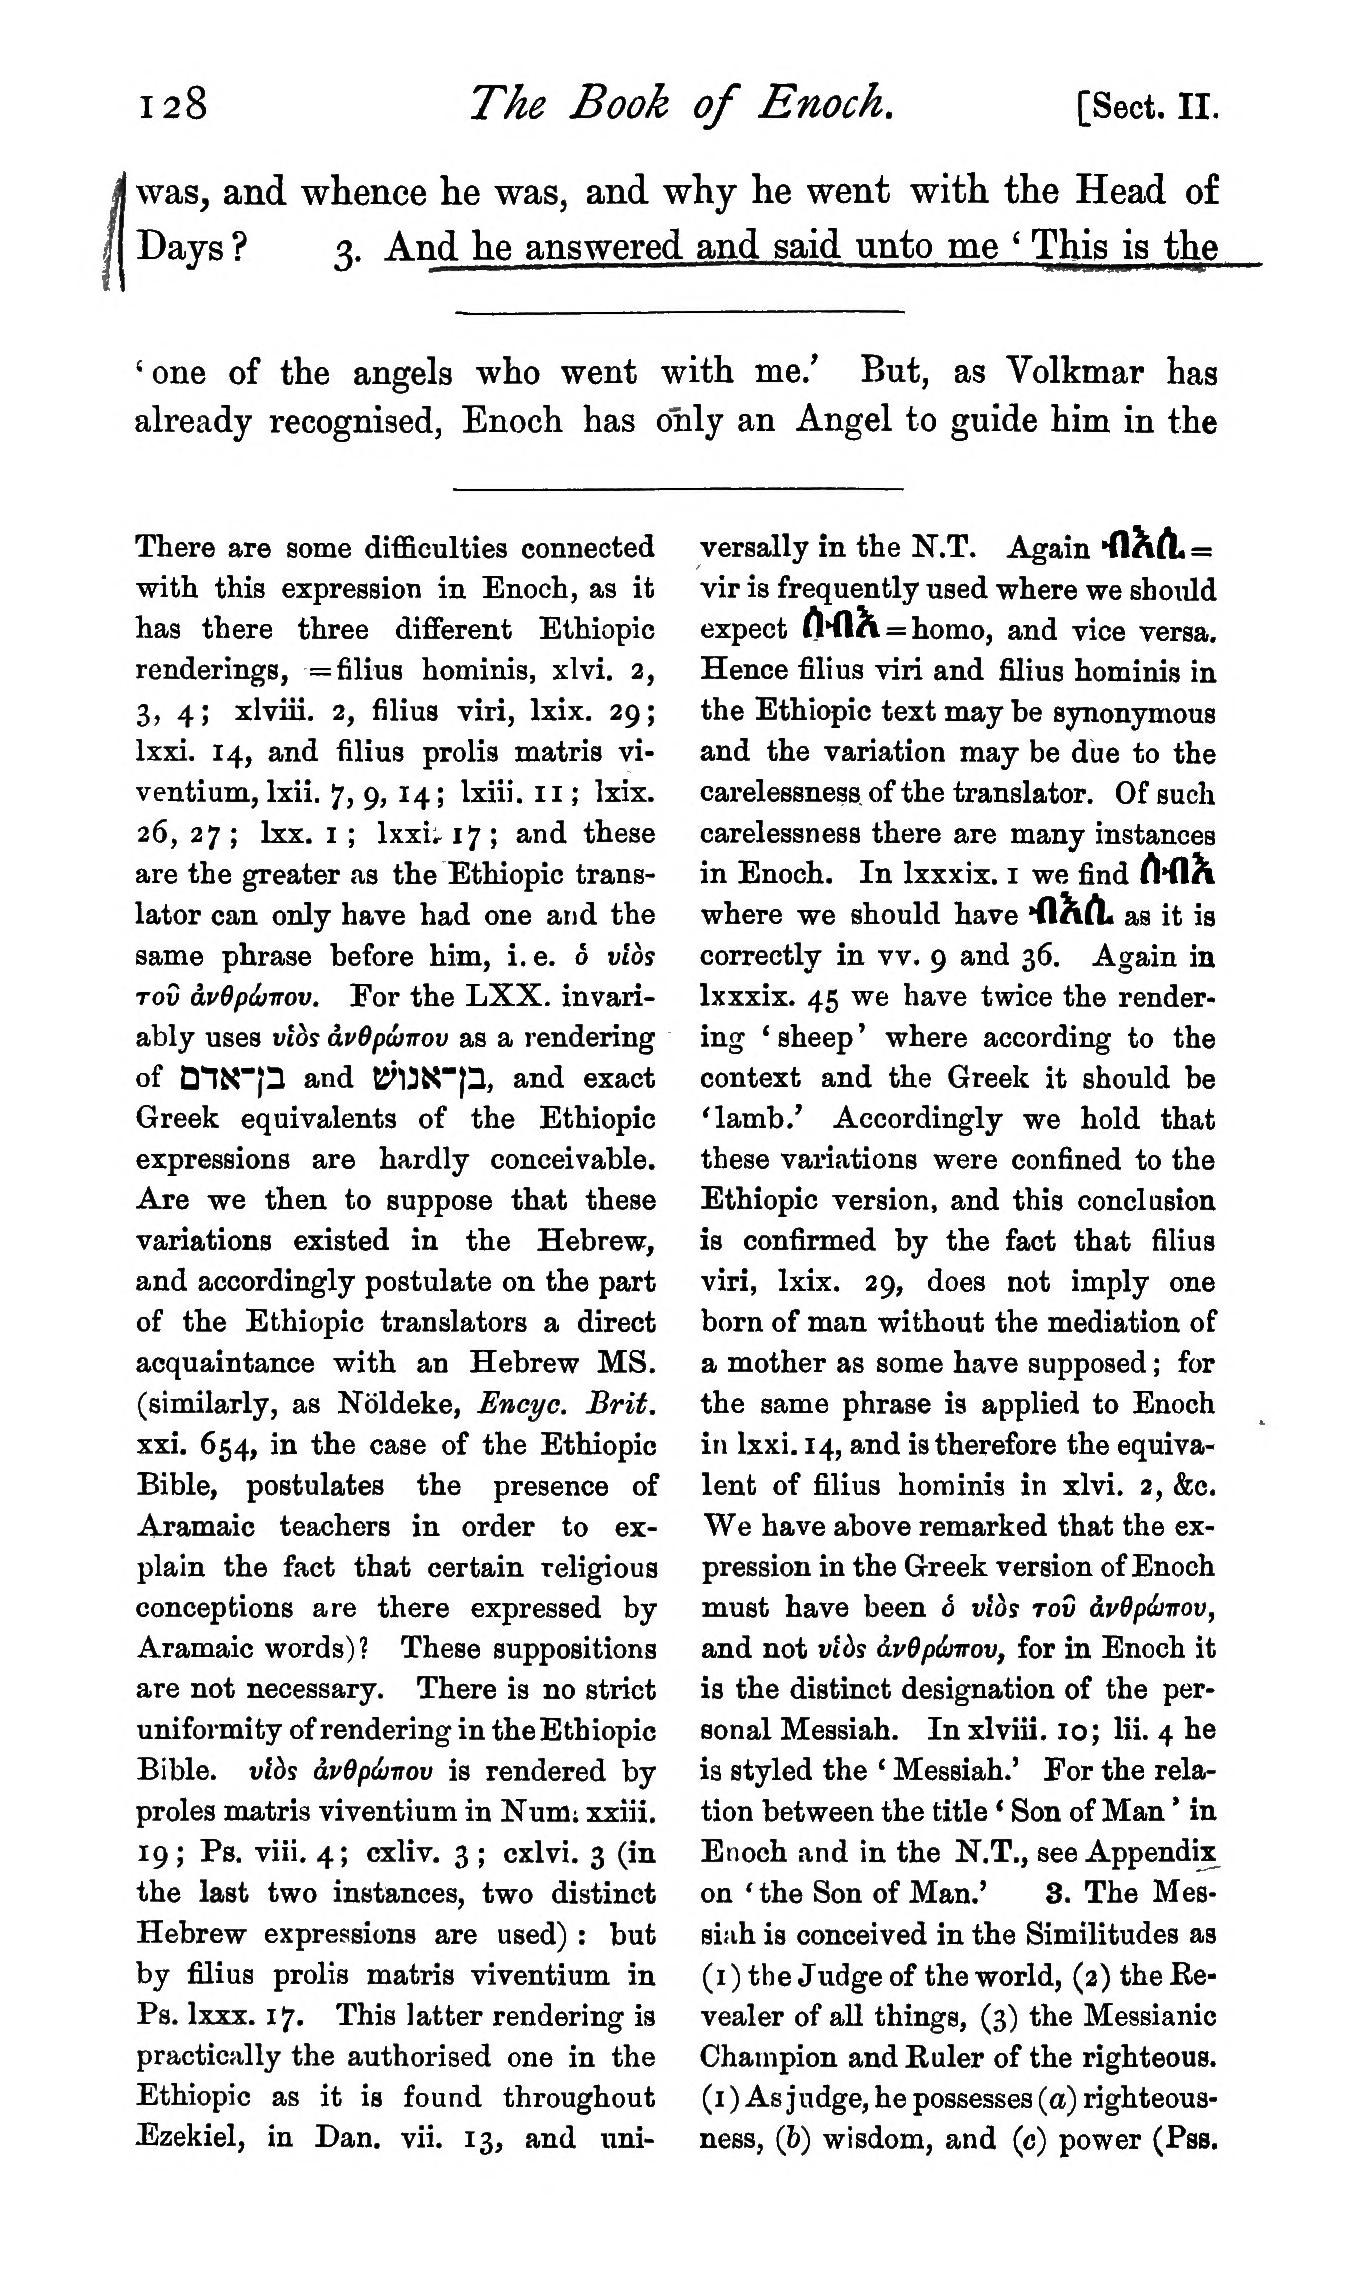 128 The Book of Enoch. [Sect. II.
was, and whence he was, and why he went with the Head of
Days? 3. And he answered and said unto me ‘This is the
‘one of the angels who went with me.’ But, as Volkmar has
already recognised, Enoch has only an Angel to guide him in the
There are some difficulties connected
with this expression in Enoch, as it
has there three different Ethiopic
renderings, =filius hominis, xlvi. 2,
3, 4; xlviii. 2, filius viri, lxix. 29;
lxxi. 14, and filius prolis matris vi-
ventium, lxii. 7, 9, 14; lxiii. 11; lxix.
26, 27; lxx. 1; lxxi. 17; and these
are the greater as the Ethiopic trans-
lator can only have had one and the
same phrase before him, i.e. ὁ υἱὸς
τοῦ ἀνθρώπου. For the LXX. invari-
ably uses υἱὸς ἀνθρώπου as a rendering
of בן־אדם and בן־אנוש, and exact
Greek equivalents of the Ethiopic
expressions are hardly conceivable.
Are we then to suppose that these
variations existed in the Hebrew,
and accordingly postulate on the part
of the Ethiopic translators a direct
acquaintance with an Hebrew MS.
(similarly, as Nöldeke, Encyc. Brit.
xxi. 654, in the case of the Ethiopic
Bible, postulates the presence of
Aramaic teachers in order to ex-
plain the fact that certain religious
conceptions are there expressed by
Aramaic words)? These suppositions
are not necessary. There is no strict
uniformity of rendering in the Ethiopic
Bible. υἱὸς ἀνθρώπου is rendered by
proles matris viventium in Num. xxiii.
19; Ps. viii. 4; cxliv. 3; cxlvi. 3 (in
the last two instances, two distinct
Hebrew expressions are used): but
by filius prolis matris viventium in
Ps. lxxx. 17. This latter rendering is
practically the authorised one in the
Ethiopic as it is found throughout
Ezekiel, in Dan. vii. 13, and uni-
versally in the N.T. Again ብእሲ=
vir is frequently used where we should
expect ሰብእ=homo, and vice versa.
Hence filius viri and filius hominis in
the Ethiopic text may be synonymous
and the variation may be due to the
carelessness of the translator. Of such
carelessness there are many instances
in Enoch. In lxxxix. 1 we find ሰብእ
where we should have ብእሲ as it is
correctly in vv. 9 and 36. Again in
lxxxix. 45 we have twice the render-
ing ‘sheep’ where according to the
context and the Greek it should be
‘lamb.’ Accordingly we hold that
these variations were confined to the
Ethiopic version, and this conclusion
is confirmed by the fact that filius
viri, lxix. 29, does not imply one
born of man without the mediation of
a mother as some have supposed; for
the same phrase is applied to Enoch
in lxxi. 14, and is therefore the equiva-
lent of filius hominis in xlvi. 2, &c.
We have above remarked that the ex-
pression in the Greek version of Enoch
must have been ὁ υἱὸς τοῦ ἀνθρώπου,
and not υἱὸς ἀνθρώπου, for in Enoch it
is the distinct designation of the per-
sonal Messiah. In xlviii. 10; lii. 4 he
is styled the ‘Messiah.’ For the rela-
tion between the title ‘Son of Man’ in
Enoch and in the N.T., see Appendix
on ‘the Son of Man.’ 3. The Mes-
siah is conceived in the Similitudes as
(1) the Judge of the world, (2) the Re-
vealer of all things, (3) the Messianic
Champion and Ruler of the righteous.
(1) As judge, he possesses (a) righteous-
ness, (b) wisdom, and (c) power (Pss.